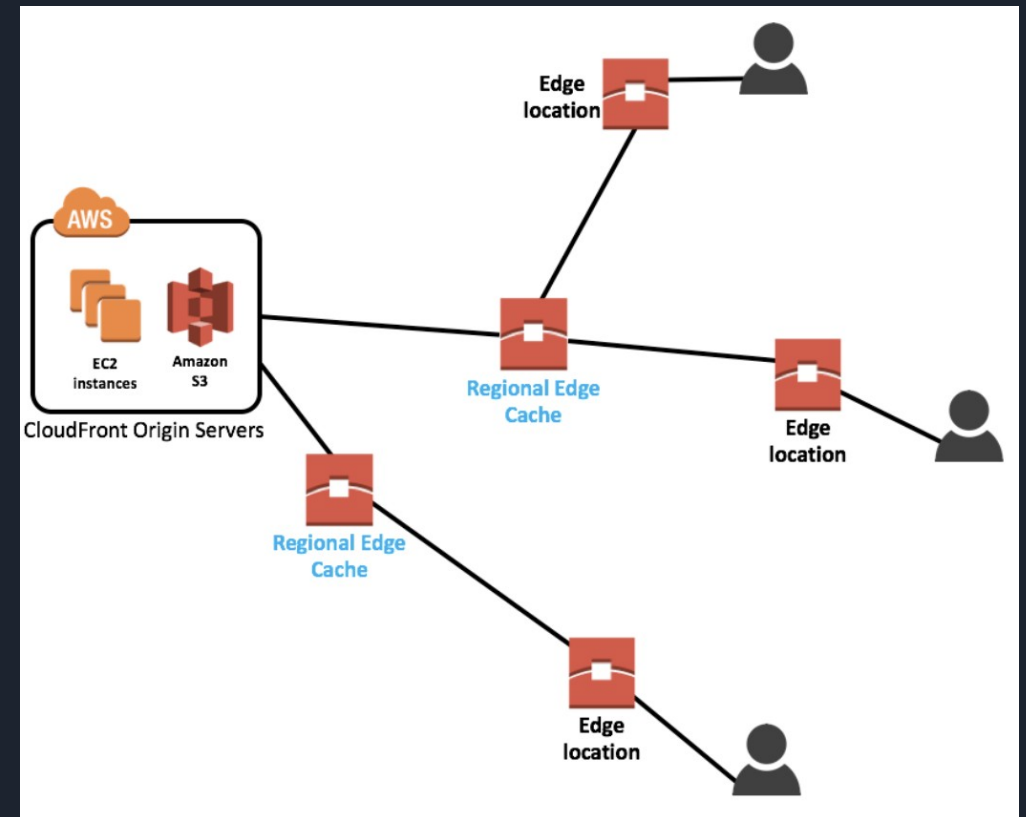 Edge
location
AWS
EC2
instances
Amazon
S3
CloudFront Origin Servers
Regional Edge
Cache
Edge
location
Regional Edge
Cache
Edge
location